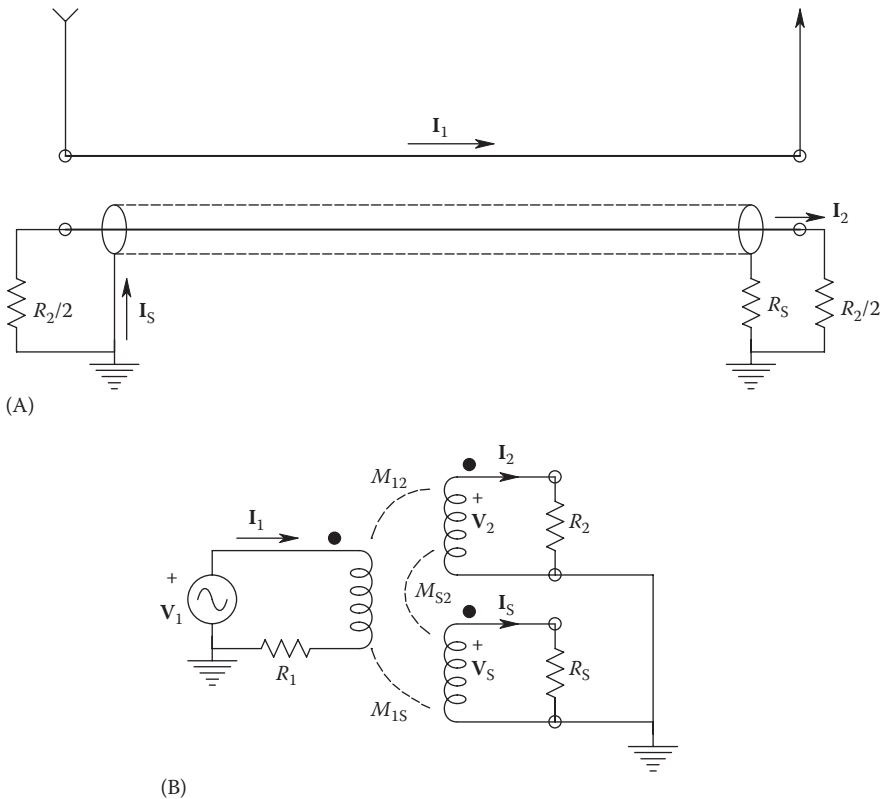 I1
I2
R2/2
IS
RS
R2/2
(A)
M12
I2
I1
+
V2
R2
+
V1
MS2
IS
+
VS
RS
R1
M1S
(B)